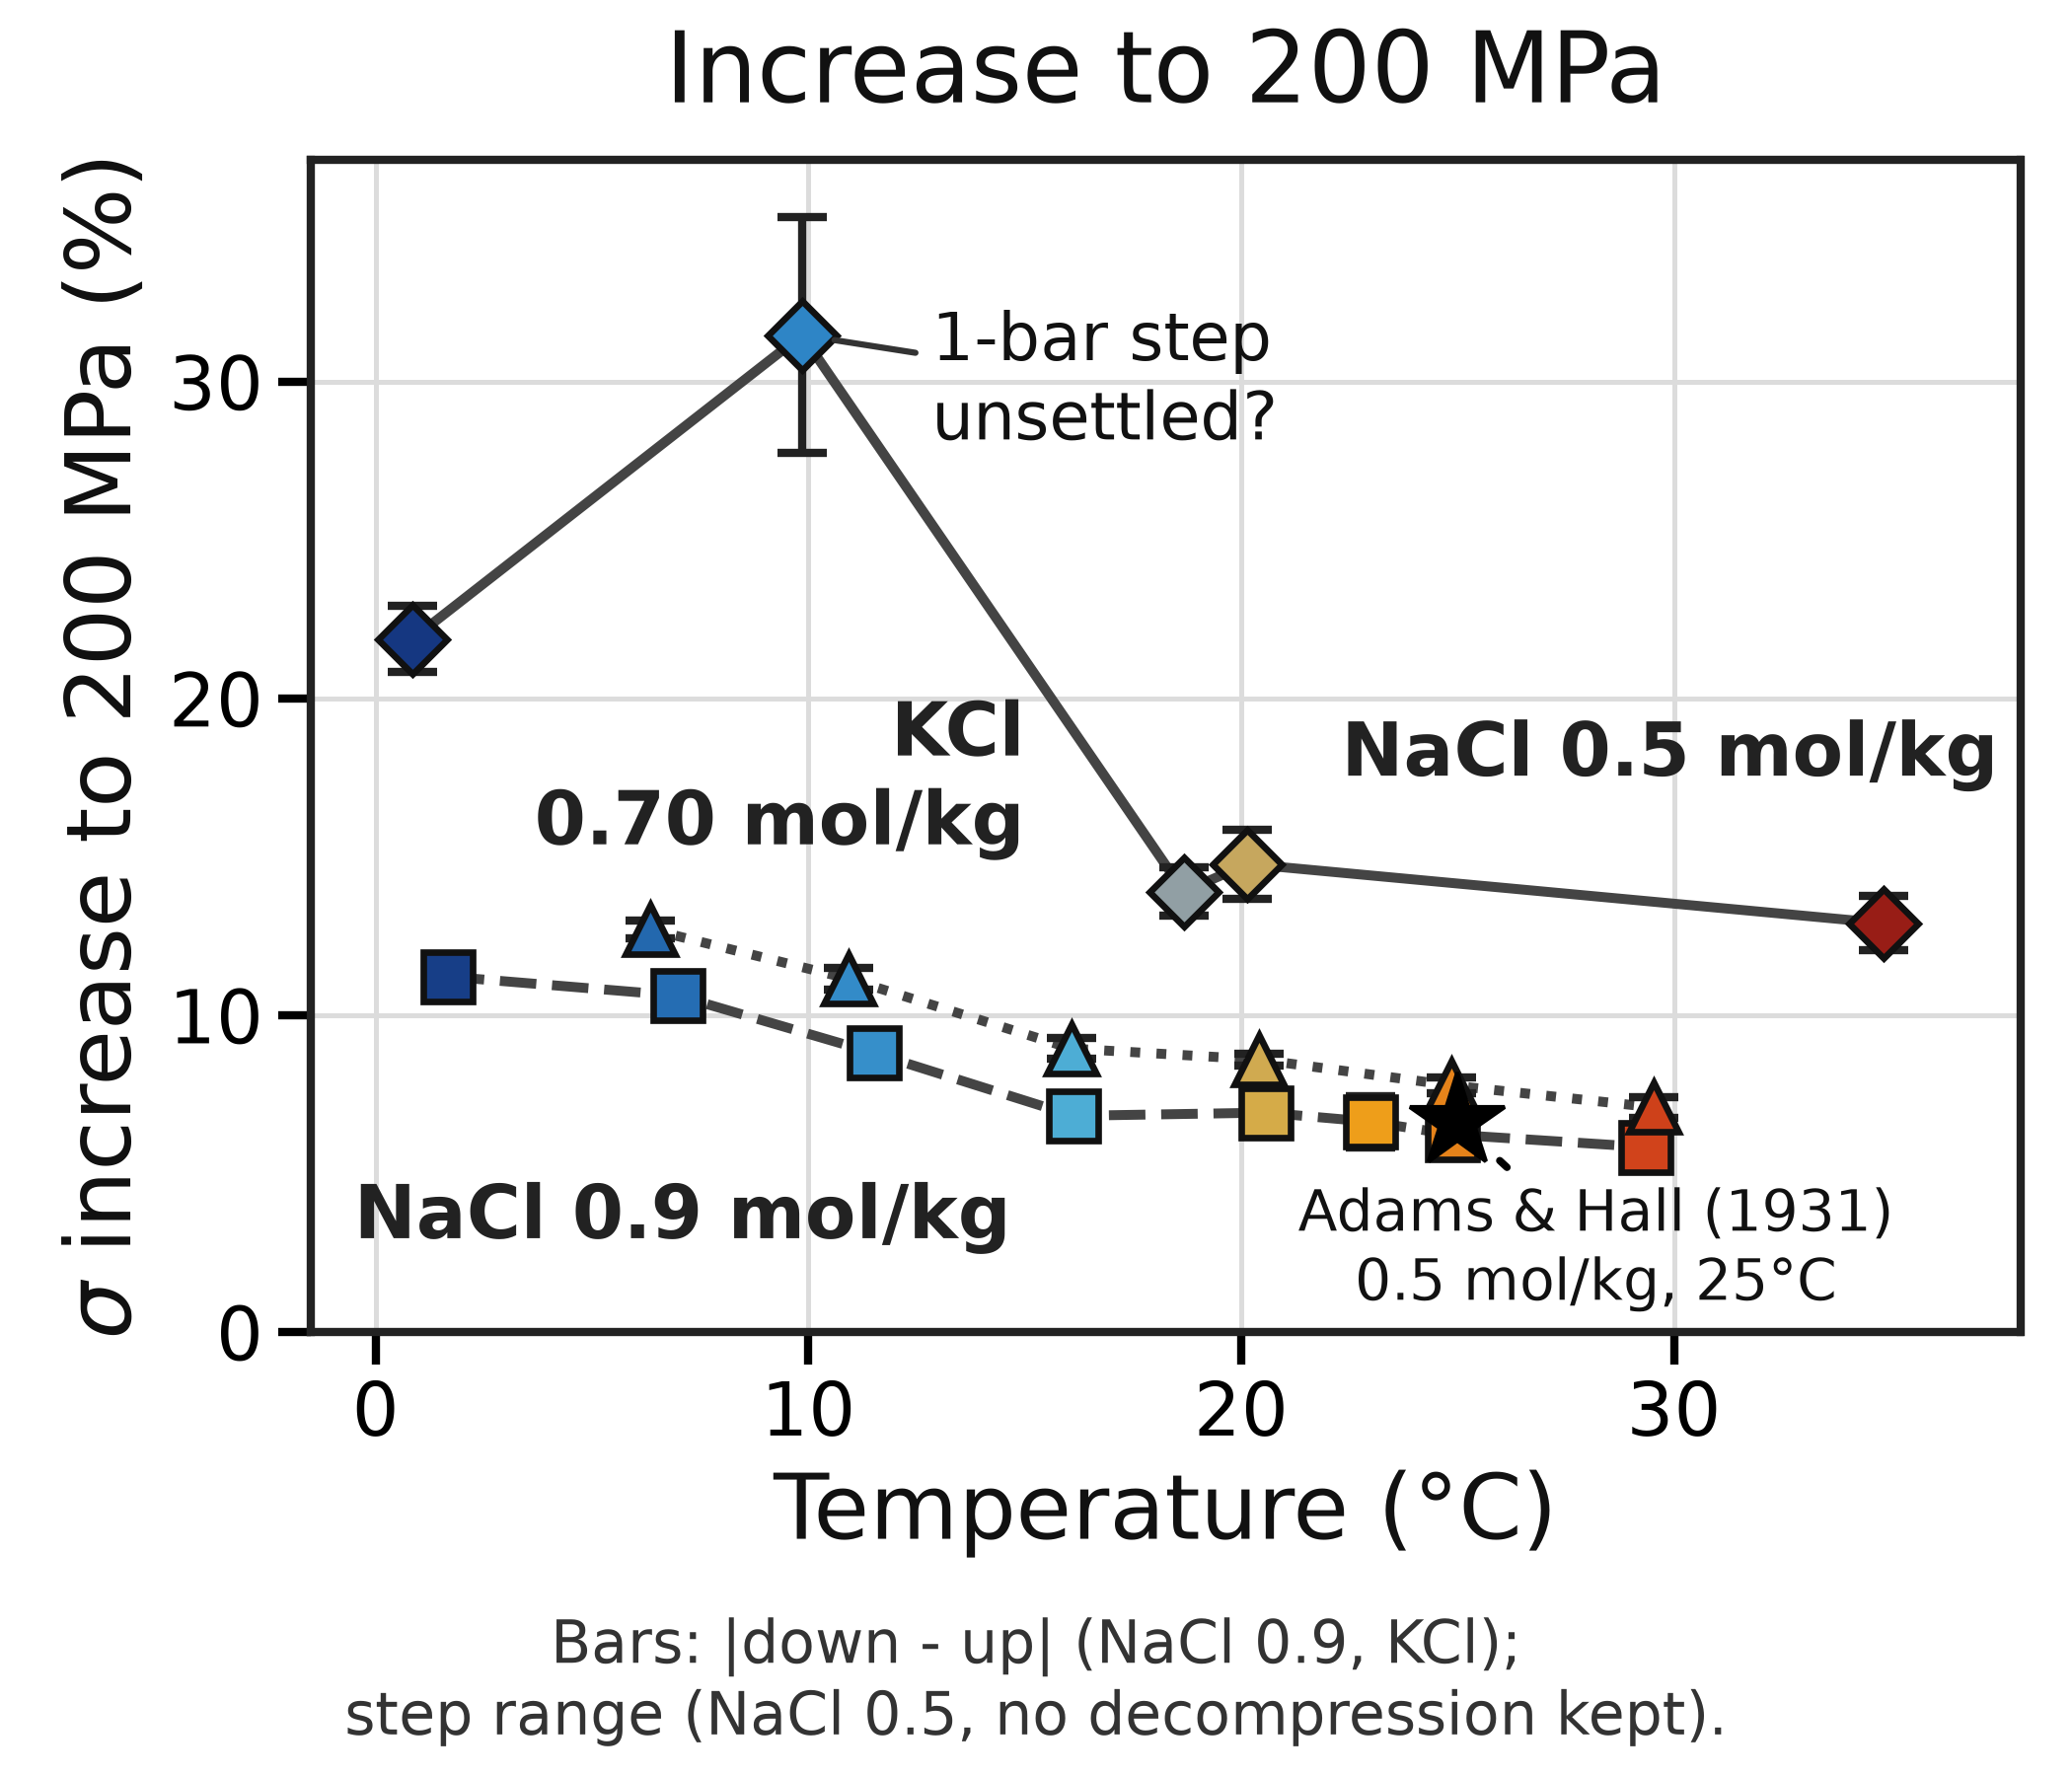 Increase to 200 MPa
σ increase to 200 MPa (%)
30
20
10
0
1-bar step
unsettled?
KCl
0.70 mol/kg
NaCl 0.5 mol/kg
NaCl 0.9 mol/kg
Adams & Hall (1931)
0.5 mol/kg, 25°C
0 10 20 30
Temperature (°C)
Bars: |down - up| (NaCl 0.9, KCl);
step range (NaCl 0.5, no decompression kept).